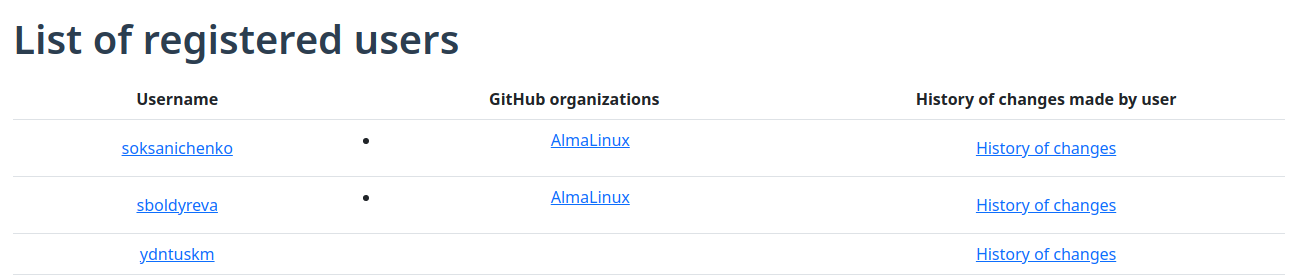 List of registered users
Username GitHub organizations History of changes made by user
soksanichenko • AlmaLinux History of changes
sboldyreva • AlmaLinux History of changes
ydntuskm History of changes